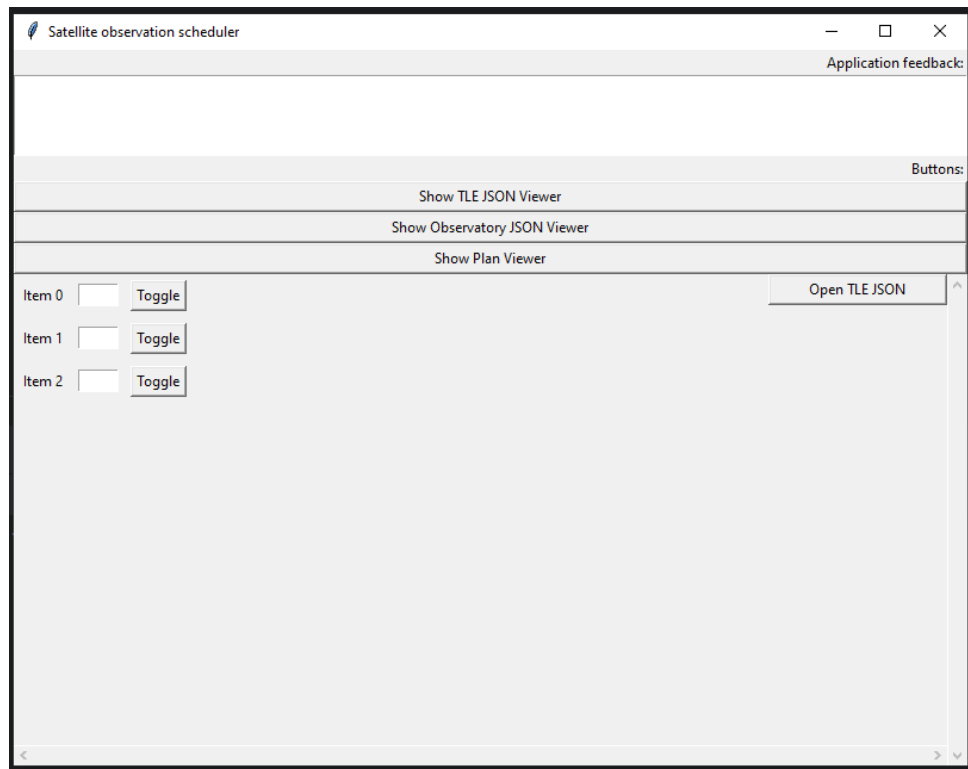 Satellite observation scheduler
Application feedback:
Buttons:
Show TLE JSON Viewer
Show Observatory JSON Viewer
Show Plan Viewer
Item 0 Toggle Open TLE JSON
Item 1 Toggle
Item 2 Toggle